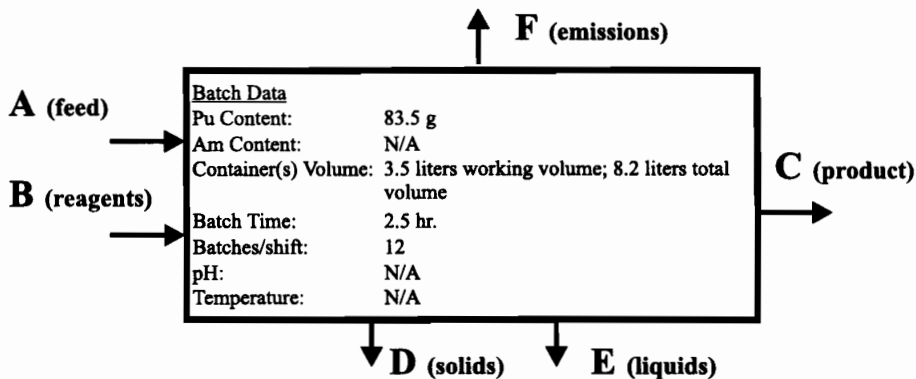 F (emissions)
A (feed)
B (reagents)
Batch Data
Pu Content: 83.5 g
Am Content: N/A
Container(s) Volume: 3.5 liters working volume; 8.2 liters total
volume
Batch Time: 2.5 hr.
Batches/shift: 12
pH: N/A
Temperature: N/A
C (product)
D (solids)
E (liquids)